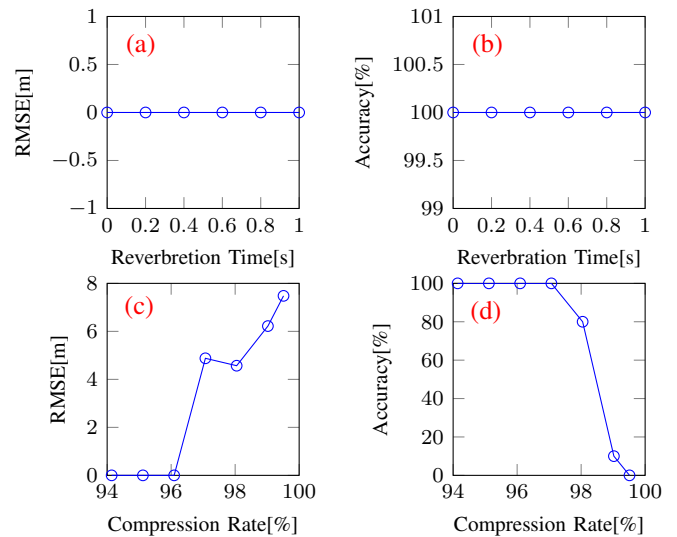 1
0.5
0
−0.5
−1
RMSE[m]
(a)
0 0.2 0.4 0.6 0.8 1
Reverbretion Time[s]
101
100.5
100
99.5
99
Accuracy[%]
(b)
0 0.2 0.4 0.6 0.8 1
Reverbration Time[s]
8
6
4
2
0
RMSE[m]
(c)
94 96 98 100
Compression Rate[%]
100
80
60
40
20
0
Accuracy[%]
(d)
94 96 98 100
Compression Rate[%]